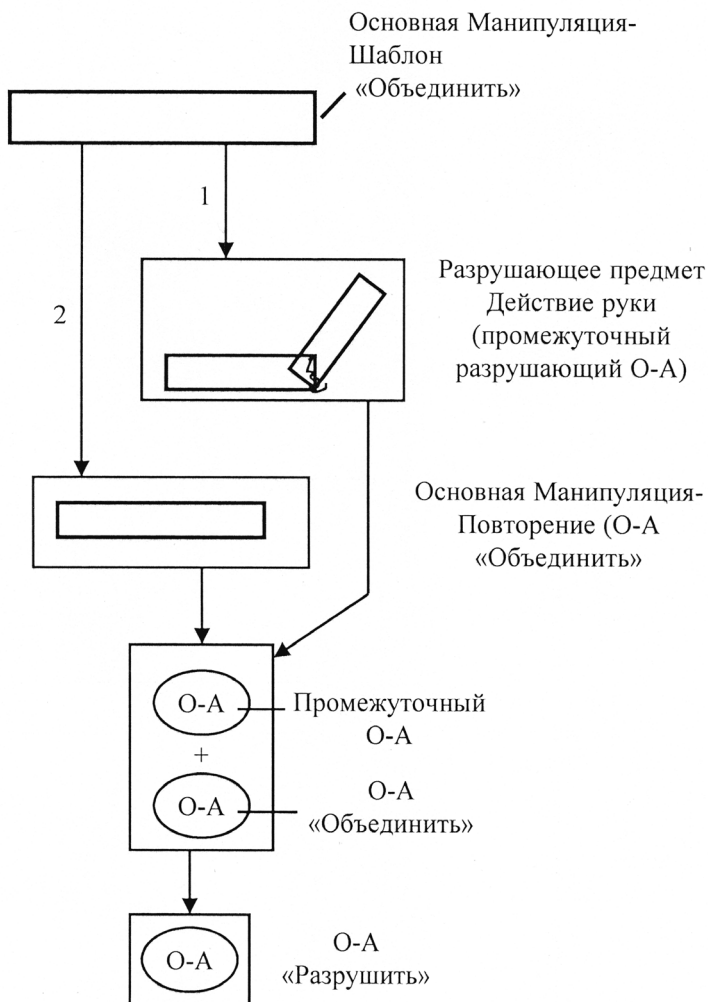 Основная Манипуляция-
Шаблон
«Объединить»
1
Разрушающее предмет
Действие руки
(промежуточный
разрушающий О-А)
2
Основная Манипуляция-
Повторение (О-А
«Объединить»
О-А
Промежуточный
О-А
+
О-А
О-А
«Объединить»
О-А
О-А
«Разрушить»